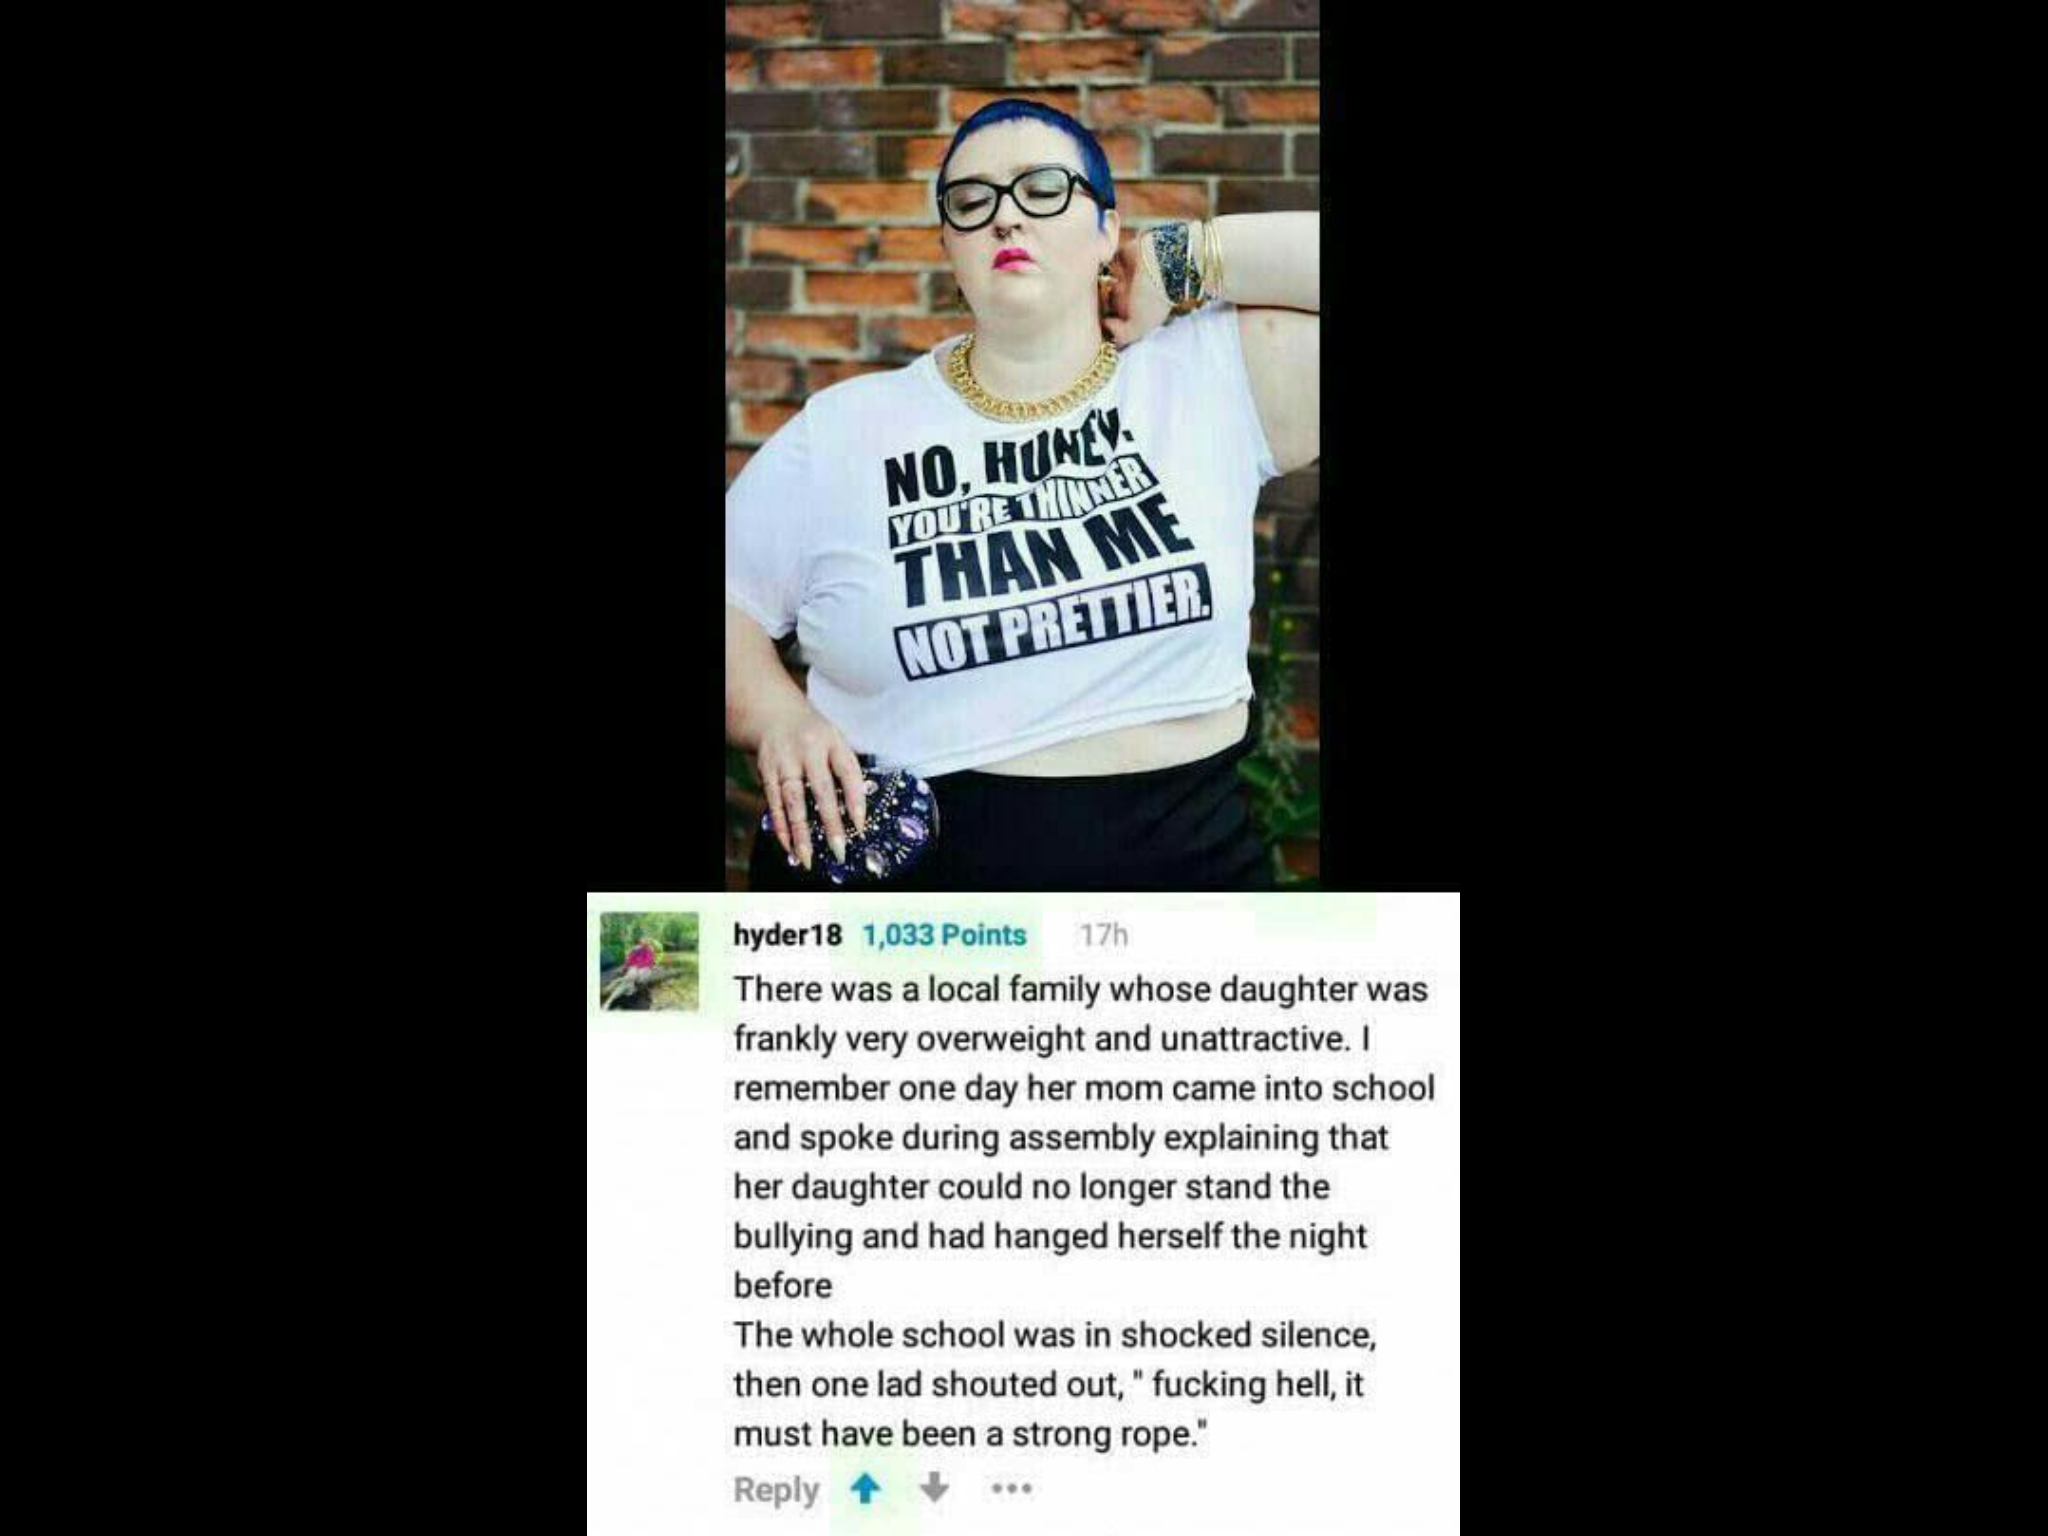 NO, HUNEY.
YOU'RE THINNER
THAN ME
NOT PRETTIER.
hyder18 1,033 Points 17h
There was a local family whose daughter was
frankly very overweight and unattractive. I
remember one day her mom came into school
and spoke during assembly explaining that
her daughter could no longer stand the
bullying and had hanged herself the night
before
The whole school was in shocked silence,
then one lad shouted out, " fucking hell, it
must have been a strong rope."
Reply